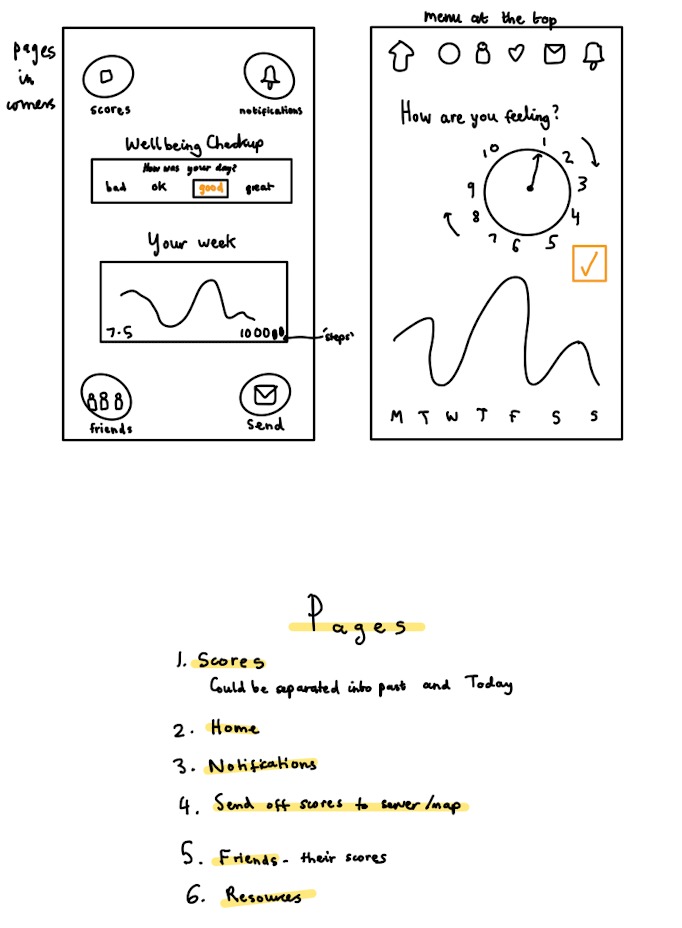 pages
in
corners
scores
notifications
Wellbeing Checkup
How was your day?
bad ok good great
Your week
7.5 10000
'steps'
friends
Send
menu at the top
How are you feeling?
1
2
3
4
5
6
7
8
9
10
M T W T F S S
Pages
1. Scores
Could be separated into past and Today
2. Home
3. Notifications
4. Send off scores to server/map
5. Friends - their scores
6. Resources